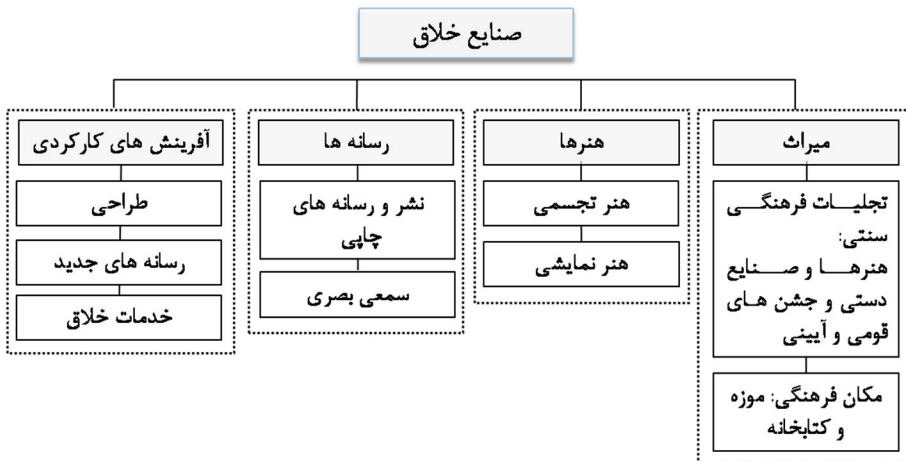 صنایع خلاق
میراث
تجلیات فرهنگی
سنتی:
هنرها و صنایع
دستی و جشن های
قومی و آیینی
مکان فرهنگی: موزه
و کتابخانه
هنرها
هنر تجسمی
هنر نمایشی
رسانه ها
نشر و رسانه های
چاپی
سمعی بصری
آفرینش های کارکردی
طراحی
رسانه های جدید
خدمات خلاق